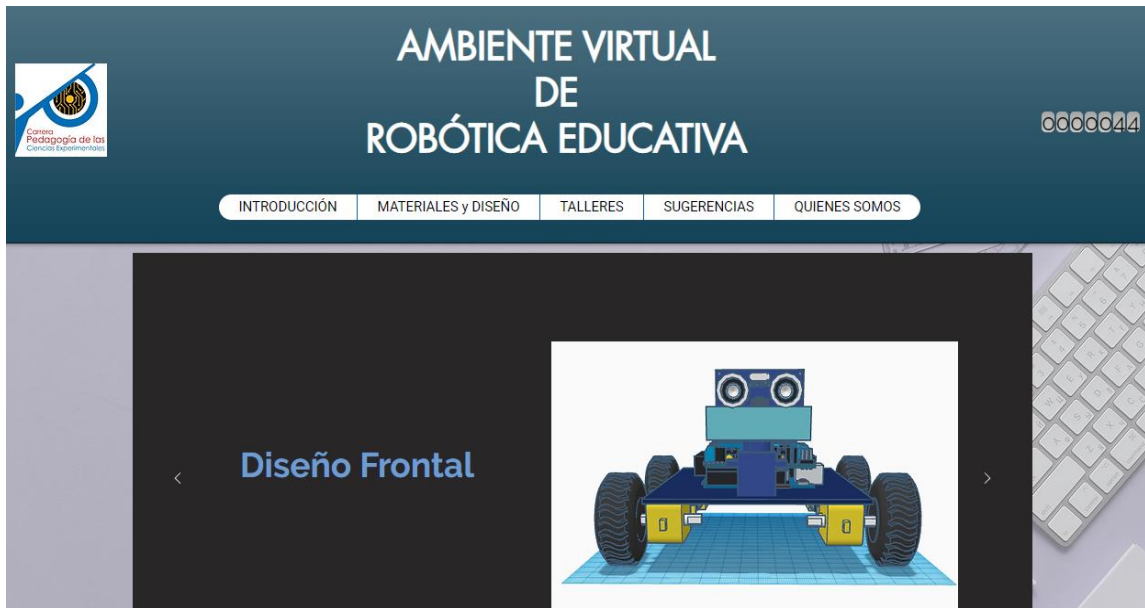 AMBIENTE VIRTUAL
DE
ROBÓTICA EDUCATIVA
Carrera
Pedagogía de las
Ciencias Experimentales
0000044
INTRODUCCIÓN MATERIALES y DISEÑO TALLERES SUGERENCIAS QUIENES SOMOS
Diseño Frontal